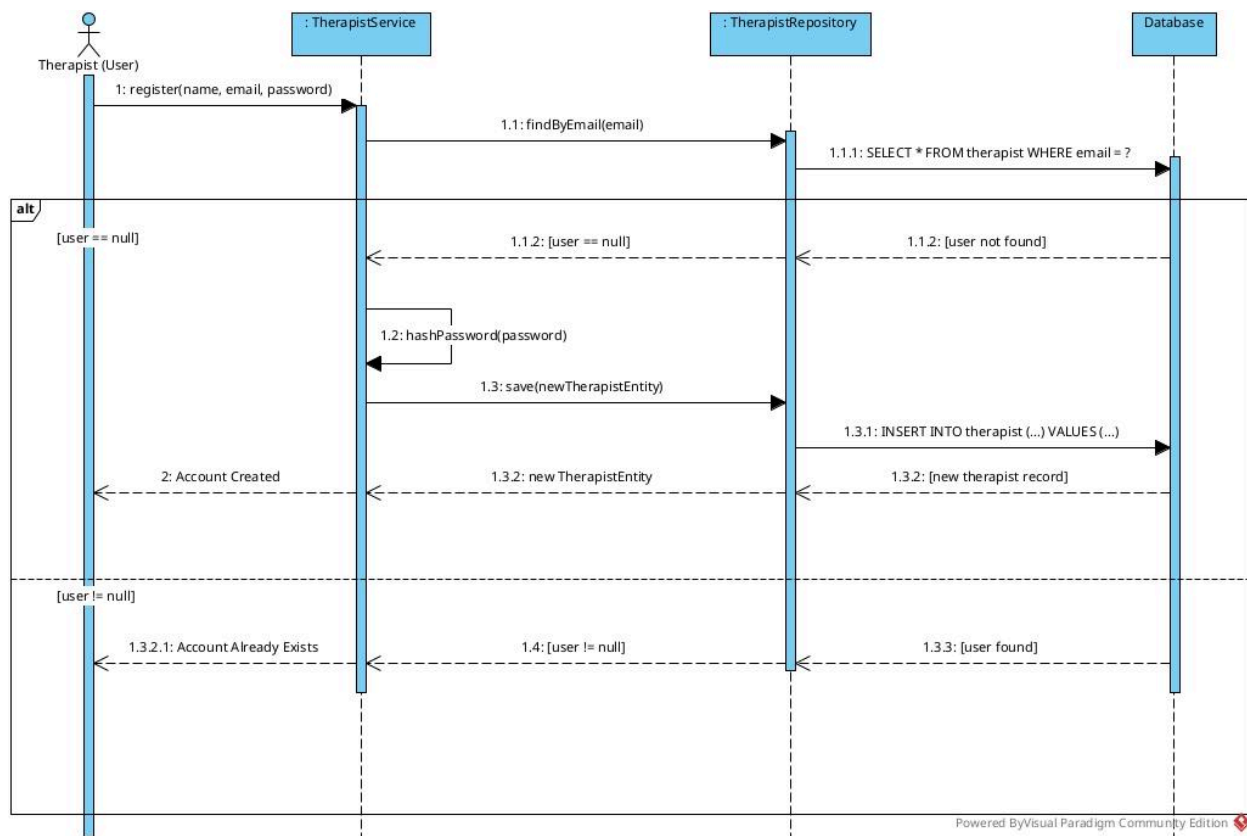 : TherapistService
: TherapistRepository
Database
Therapist (User)
1: register(name, email, password)
1.1: findByEmail(email)
1.1.1: SELECT * FROM therapist WHERE email = ?
alt
[user == null]
1.1.2: [user == null]
1.1.2: [user not found]
1.2: hashPassword(password)
1.3: save(newTherapistEntity)
1.3.1: INSERT INTO therapist (...) VALUES (...)
2: Account Created
1.3.2: new TherapistEntity
1.3.2: [new therapist record]
[user != null]
1.3.2.1: Account Already Exists
1.4: [user != null]
1.3.3: [user found]
Powered ByVisual Paradigm Community Edition